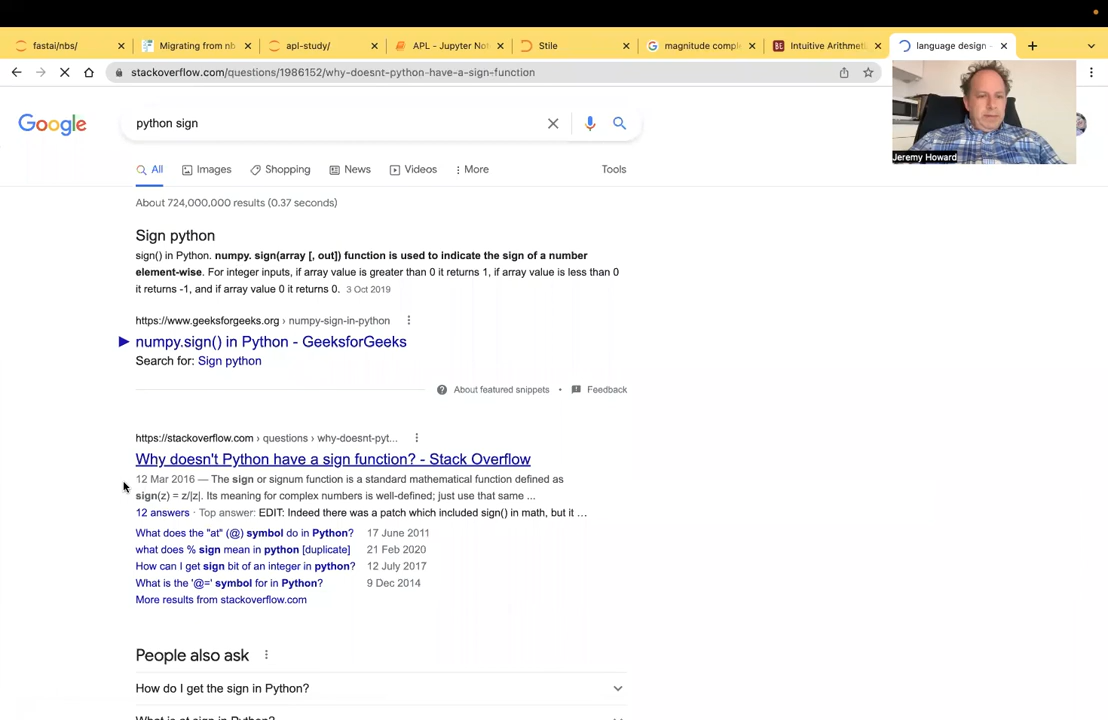 fastai/nbs/
Migrating from nb
apl-study/
APL - Jupyter Not
Stile
magnitude comple
Intuitive Arithmeti
language design -
stackoverflow.com/questions/1986152/why-doesnt-python-have-a-sign-function
Jeremy Howard
Google
python sign
All
Images
Shopping
News
Videos
More
Tools
About 724,000,000 results (0.37 seconds)
Sign python
sign() in Python. numpy. sign(array [, out]) function is used to indicate the sign of a number
element-wise. For integer inputs, if array value is greater than 0 it returns 1, if array value is less than 0
it returns -1, and if array value 0 it returns 0. 3 Oct 2019
https://www.geeksforgeeks.org › numpy-sign-in-python
numpy.sign() in Python - GeeksforGeeks
Search for: Sign python
About featured snippets • Feedback
https://stackoverflow.com › questions › why-doesnt-pyt...
Why doesn't Python have a sign function? - Stack Overflow
12 Mar 2016 — The sign or signum function is a standard mathematical function defined as
sign(z) = z/|z|. Its meaning for complex numbers is well-defined; just use that same ...
12 answers · Top answer: EDIT: Indeed there was a patch which included sign() in math, but it ...
What does the "at" (@) symbol do in Python? 17 June 2011
what does % sign mean in python [duplicate] 21 Feb 2020
How can I get sign bit of an integer in python? 12 July 2017
What is the '@=' symbol for in Python? 9 Dec 2014
More results from stackoverflow.com
People also ask
How do I get the sign in Python?
What is at sign in Python?